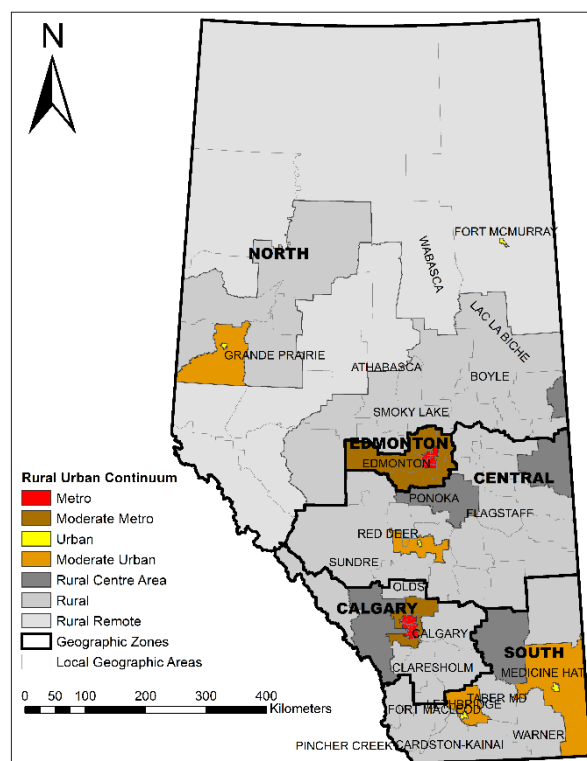 N
FORT MCMURRAY
WABASCA
NORTH
LAC LA BICHE
GRANDE PRAIRIE
ATHABASCA
BOYLE
SMOKY LAKE
EDMONTON
EDMONTON
CENTRAL
PONOKA
FLAGSTAFF
RED DEER
SUNDRE
OLDS
CALGARY
CALGARY
SOUTH
CLARESHOLM
MEDICINE HAT
TABER MD
LETHBRIDGE
FORT MACLEOD
WARNER
PINCHER CREEK
CARDSTON-KAINAI
Rural Urban Continuum
Metro
Moderate Metro
Urban
Moderate Urban
Rural Centre Area
Rural
Rural Remote
Geographic Zones
Local Geographic Areas
0 50 100 200 300 400
Kilometers